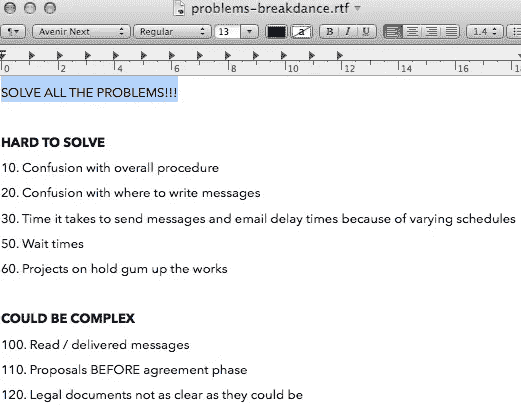 problems-breakdance.rtf
Avenir Next Regular 13 a B I U 1.4
0 2 4 6 8 10 12 14 16 18
SOLVE ALL THE PROBLEMS!!!
HARD TO SOLVE
10. Confusion with overall procedure
20. Confusion with where to write messages
30. Time it takes to send messages and email delay times because of varying schedules
50. Wait times
60. Projects on hold gum up the works
COULD BE COMPLEX
100. Read / delivered messages
110. Proposals BEFORE agreement phase
120. Legal documents not as clear as they could be